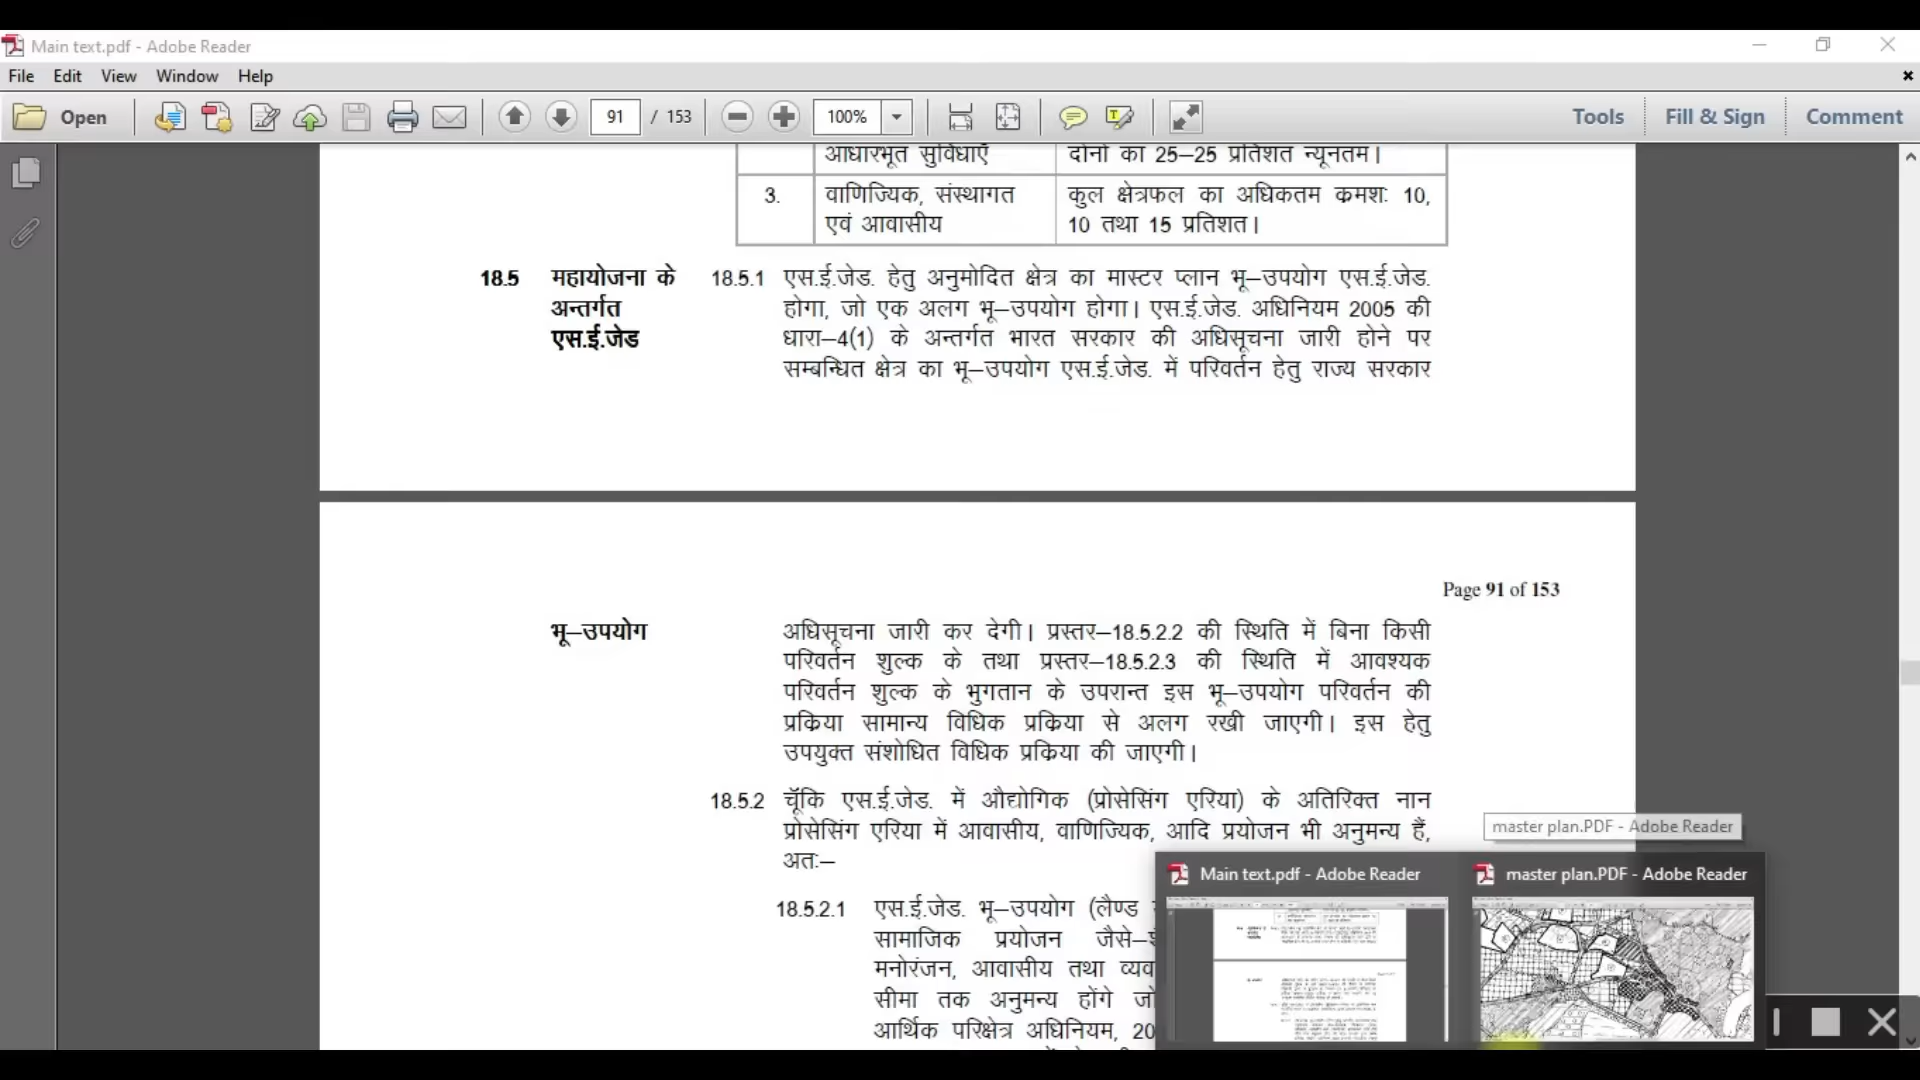 Main text.pdf - Adobe Reader
File Edit View Window Help
Open 91 / 153 100% Tools Fill & Sign Comment
आधारभूत सुविधाएँ दोनों का 25–25 प्रतिशत न्यूनतम।
3. वाणिज्यिक, संस्थागत एवं आवासीय कुल क्षेत्रफल का अधिकतम क्रमशः 10, 10 तथा 15 प्रतिशत।
18.5 महायोजना के अन्तर्गत एस.ई.जेड
18.5.1 एस.ई.जेड. हेतु अनुमोदित क्षेत्र का मास्टर प्लान भू–उपयोग एस.ई.जेड.
होगा, जो एक अलग भू–उपयोग होगा। एस.ई.जेड. अधिनियम 2005 की
धारा–4(1) के अन्तर्गत भारत सरकार की अधिसूचना जारी होने पर
सम्बन्धित क्षेत्र का भू–उपयोग एस.ई.जेड. में परिवर्तन हेतु राज्य सरकार
Page 91 of 153
भू–उपयोग
अधिसूचना जारी कर देगी। प्रस्तर–18.5.2.2 की स्थिति में बिना किसी
परिवर्तन शुल्क के तथा प्रस्तर–18.5.2.3 की स्थिति में आवश्यक
परिवर्तन शुल्क के भुगतान के उपरान्त इस भू–उपयोग परिवर्तन की
प्रक्रिया सामान्य विधिक प्रक्रिया से अलग रखी जाएगी। इस हेतु
उपयुक्त संशोधित विधिक प्रक्रिया की जाएगी।
18.5.2 चूॅकि एस.ई.जेड. में औद्योगिक (प्रोसेसिंग एरिया) के अतिरिक्त नान
प्रोसेसिंग एरिया में आवासीय, वाणिज्यिक, आदि प्रयोजन भी अनुमन्य हैं,
अतः–
18.5.2.1 एस.ई.जेड. भू–उपयोग (लैण्ड
सामाजिक प्रयोजन जैसे–
मनोरंजन, आवासीय तथा
सीमा तक अनुमन्य होंगे जो
आर्थिक परिक्षेत्र अधिनियम, 20
master plan.PDF - Adobe Reader
Main text.pdf - Adobe Reader
master plan.PDF - Adobe Reader